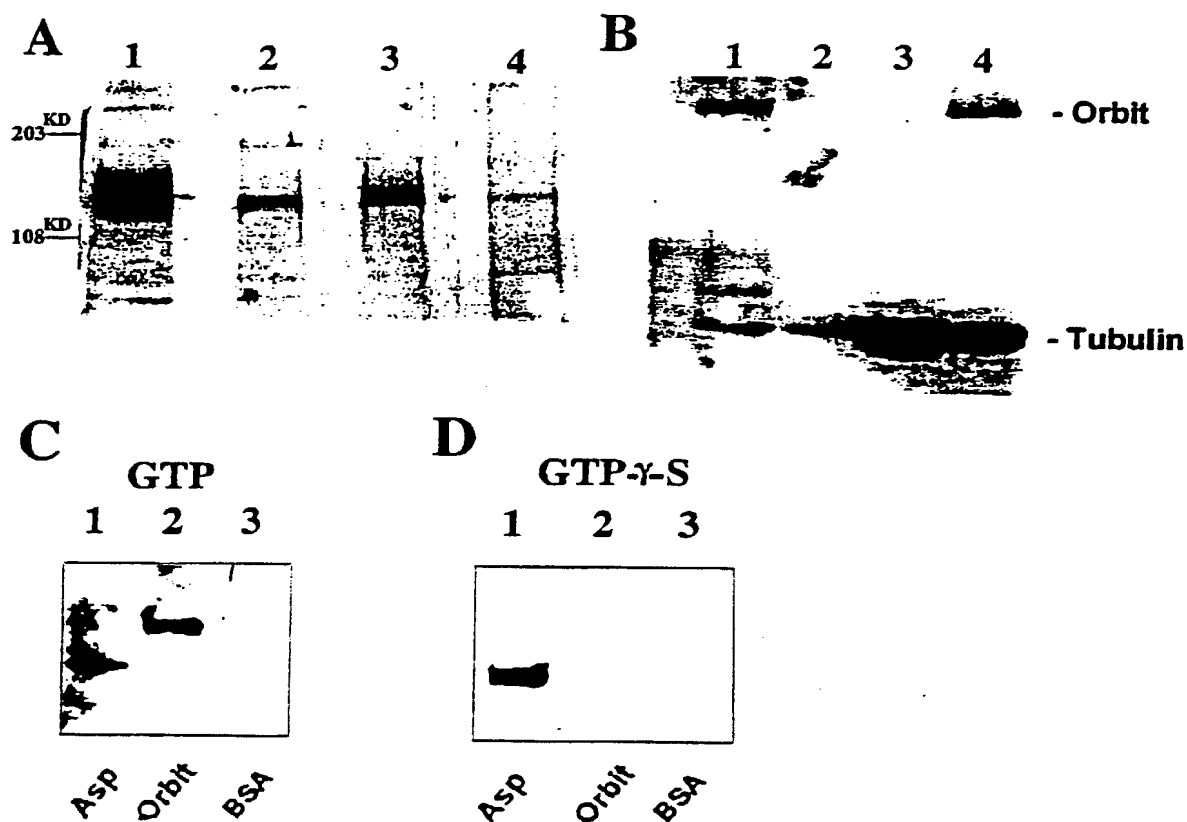 A
1 2 3 4
KD
203
KD
108
B
1 2 3 4
- Orbit
- Tubulin
C
GTP
1 2 3
Asp Orbit BSA
D
GTP-γ-S
1 2 3
Asp Orbit BSA